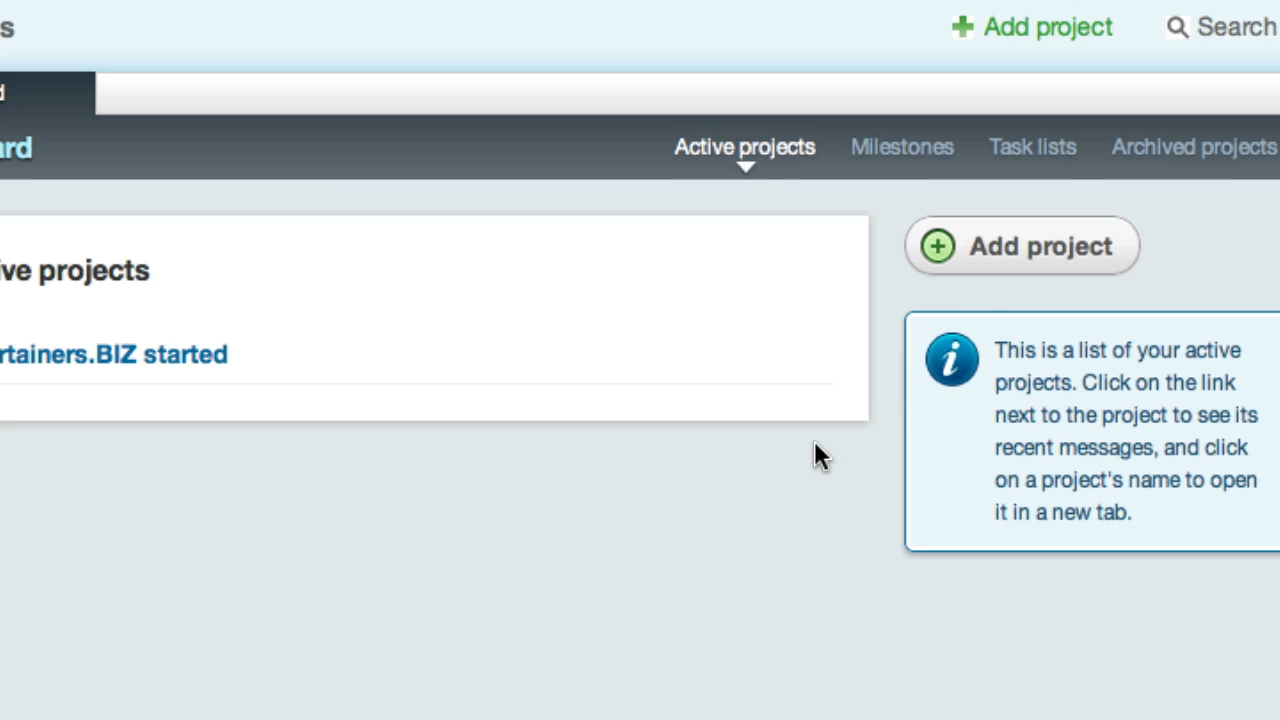 s
Add project
Search
d
ard
Active projects
Milestones
Task lists
Archived projects
ive projects
Add project
rtainers.BIZ started
This is a list of your active
projects. Click on the link
next to the project to see its
recent messages, and click
on a project's name to open
it in a new tab.